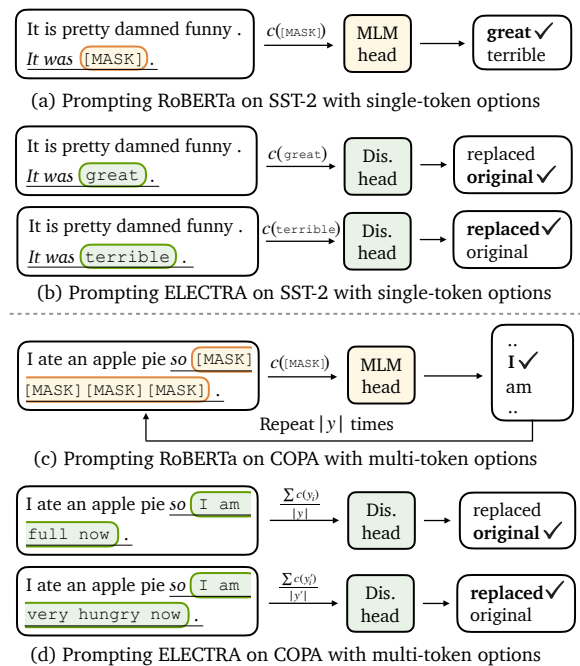 It is pretty damned funny .
It was [MASK] .
c([MASK])
MLM
head
great ✓
terrible
(a) Prompting RoBERTa on SST-2 with single-token options
It is pretty damned funny .
It was great .
c(great)
Dis.
head
replaced
original ✓
It is pretty damned funny .
It was terrible .
c(terrible)
Dis.
head
replaced ✓
original
(b) Prompting ELECTRA on SST-2 with single-token options
I ate an apple pie so [MASK]
[MASK][MASK][MASK] .
c([MASK])
MLM
head
..
I ✓
am
..
Repeat |y| times
(c) Prompting RoBERTa on COPA with multi-token options
I ate an apple pie so I am
full now .
∑ c(yᵢ)
|y|
Dis.
head
replaced
original ✓
I ate an apple pie so I am
very hungry now .
∑ c(y′ᵢ)
|y′|
Dis.
head
replaced ✓
original
(d) Prompting ELECTRA on COPA with multi-token options